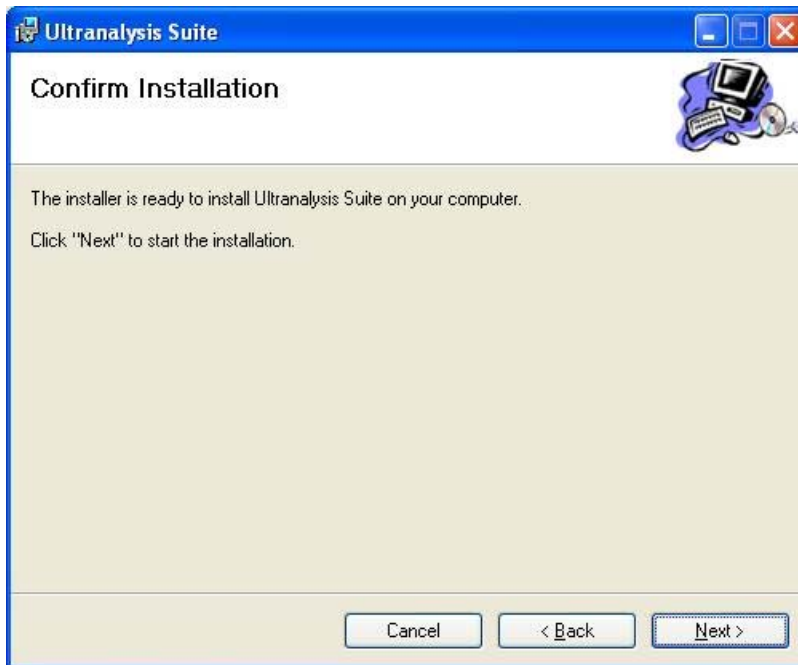 Ultranalysis Suite
Confirm Installation
The installer is ready to install Ultranalysis Suite on your computer.
Click "Next" to start the installation.
Cancel
< Back
Next >